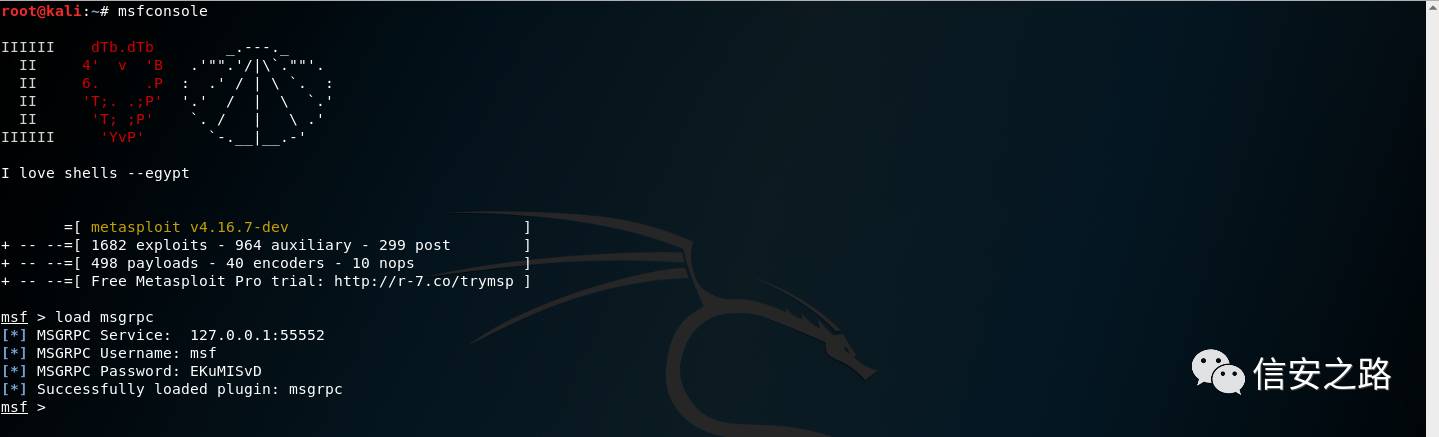 root@kali:~# msfconsole
IIIIII    dTb.dTb        _.---._
  II     4'  v  'B   .'"".'/|\`.""'.
  II     6.     .P  :  .' / | \ `.  :
  II     'T;. .;P'  '.'  /  |  \  `.'
  II      'T; ;P'    `. /   |   \ .'
IIIIII     'YvP'       `-.__|__.-'
I love shells --egypt
       =[ metasploit v4.16.7-dev                          ]
+ -- --=[ 1682 exploits - 964 auxiliary - 299 post        ]
+ -- --=[ 498 payloads - 40 encoders - 10 nops            ]
+ -- --=[ Free Metasploit Pro trial: http://r-7.co/trymsp ]
msf > load msgrpc
[*] MSGRPC Service:  127.0.0.1:55552
[*] MSGRPC Username: msf
[*] MSGRPC Password: EKuMISvD
[*] Successfully loaded plugin: msgrpc
msf >
信安之路